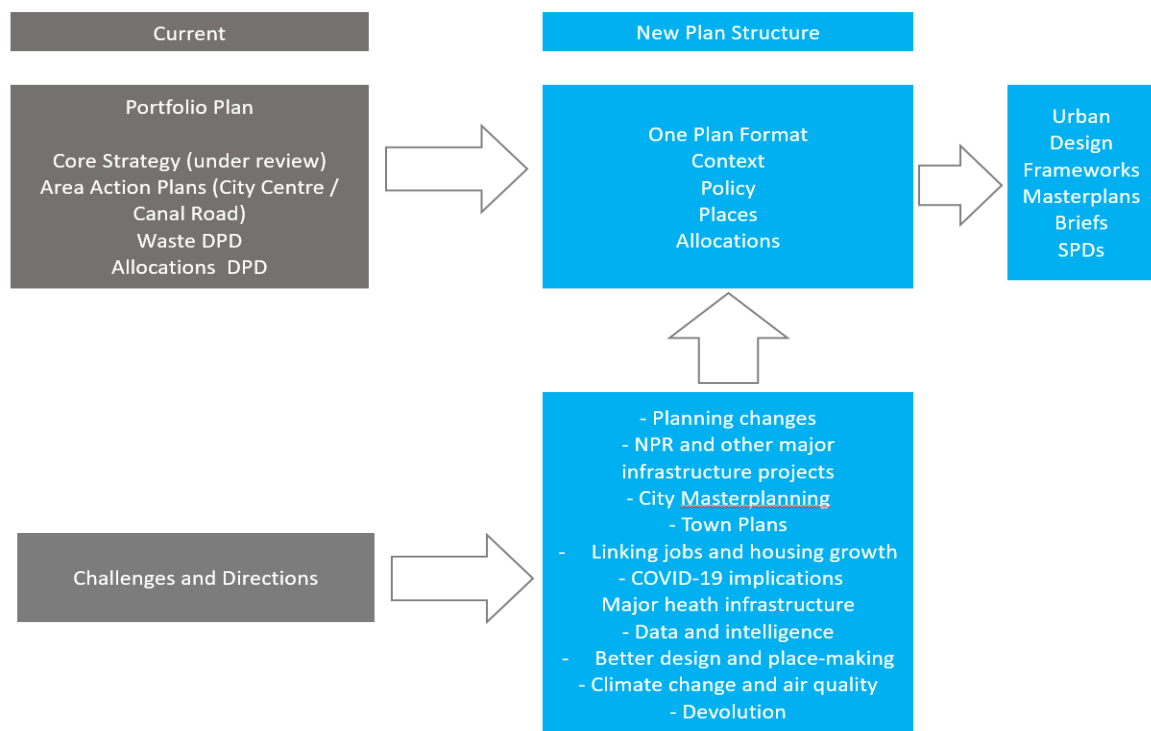 Current
New Plan Structure
Portfolio Plan
Core Strategy (under review)
Area Action Plans (City Centre /
Canal Road)
Waste DPD
Allocations DPD
One Plan Format
Context
Policy
Places
Allocations
Urban
Design
Frameworks
Masterplans
Briefs
SPDs
Challenges and Directions
- Planning changes
- NPR and other major
infrastructure projects
- City Masterplanning
- Town Plans
- Linking jobs and housing growth
- COVID-19 implications
Major heath infrastructure
- Data and intelligence
- Better design and place-making
- Climate change and air quality
- Devolution